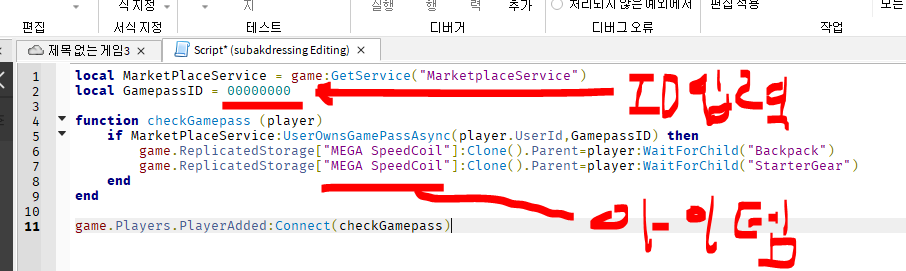 서식 지정 실행 행 력 추가 처리되지 않은 예외에서 편집 적용 모든
편집 서식 지정 테스트 디버거 디버그 오류 작업
제목 없는 게임3 × Script* (subakdressing Editing) ×
1 local MarketPlaceService = game:GetService("MarketplaceService")
2 local GamepassID = 00000000
3
4 function checkGamepass (player)
5 if MarketPlaceService:UserOwnsGamePassAsync(player.UserId,GamepassID) then
6 game.ReplicatedStorage["MEGA SpeedCoil"]:Clone().Parent=player:WaitForChild("Backpack")
7 game.ReplicatedStorage["MEGA SpeedCoil"]:Clone().Parent=player:WaitForChild("StarterGear")
8 end
9 end
10
11 game.Players.PlayerAdded:Connect(checkGamepass)
ID입력
아이템